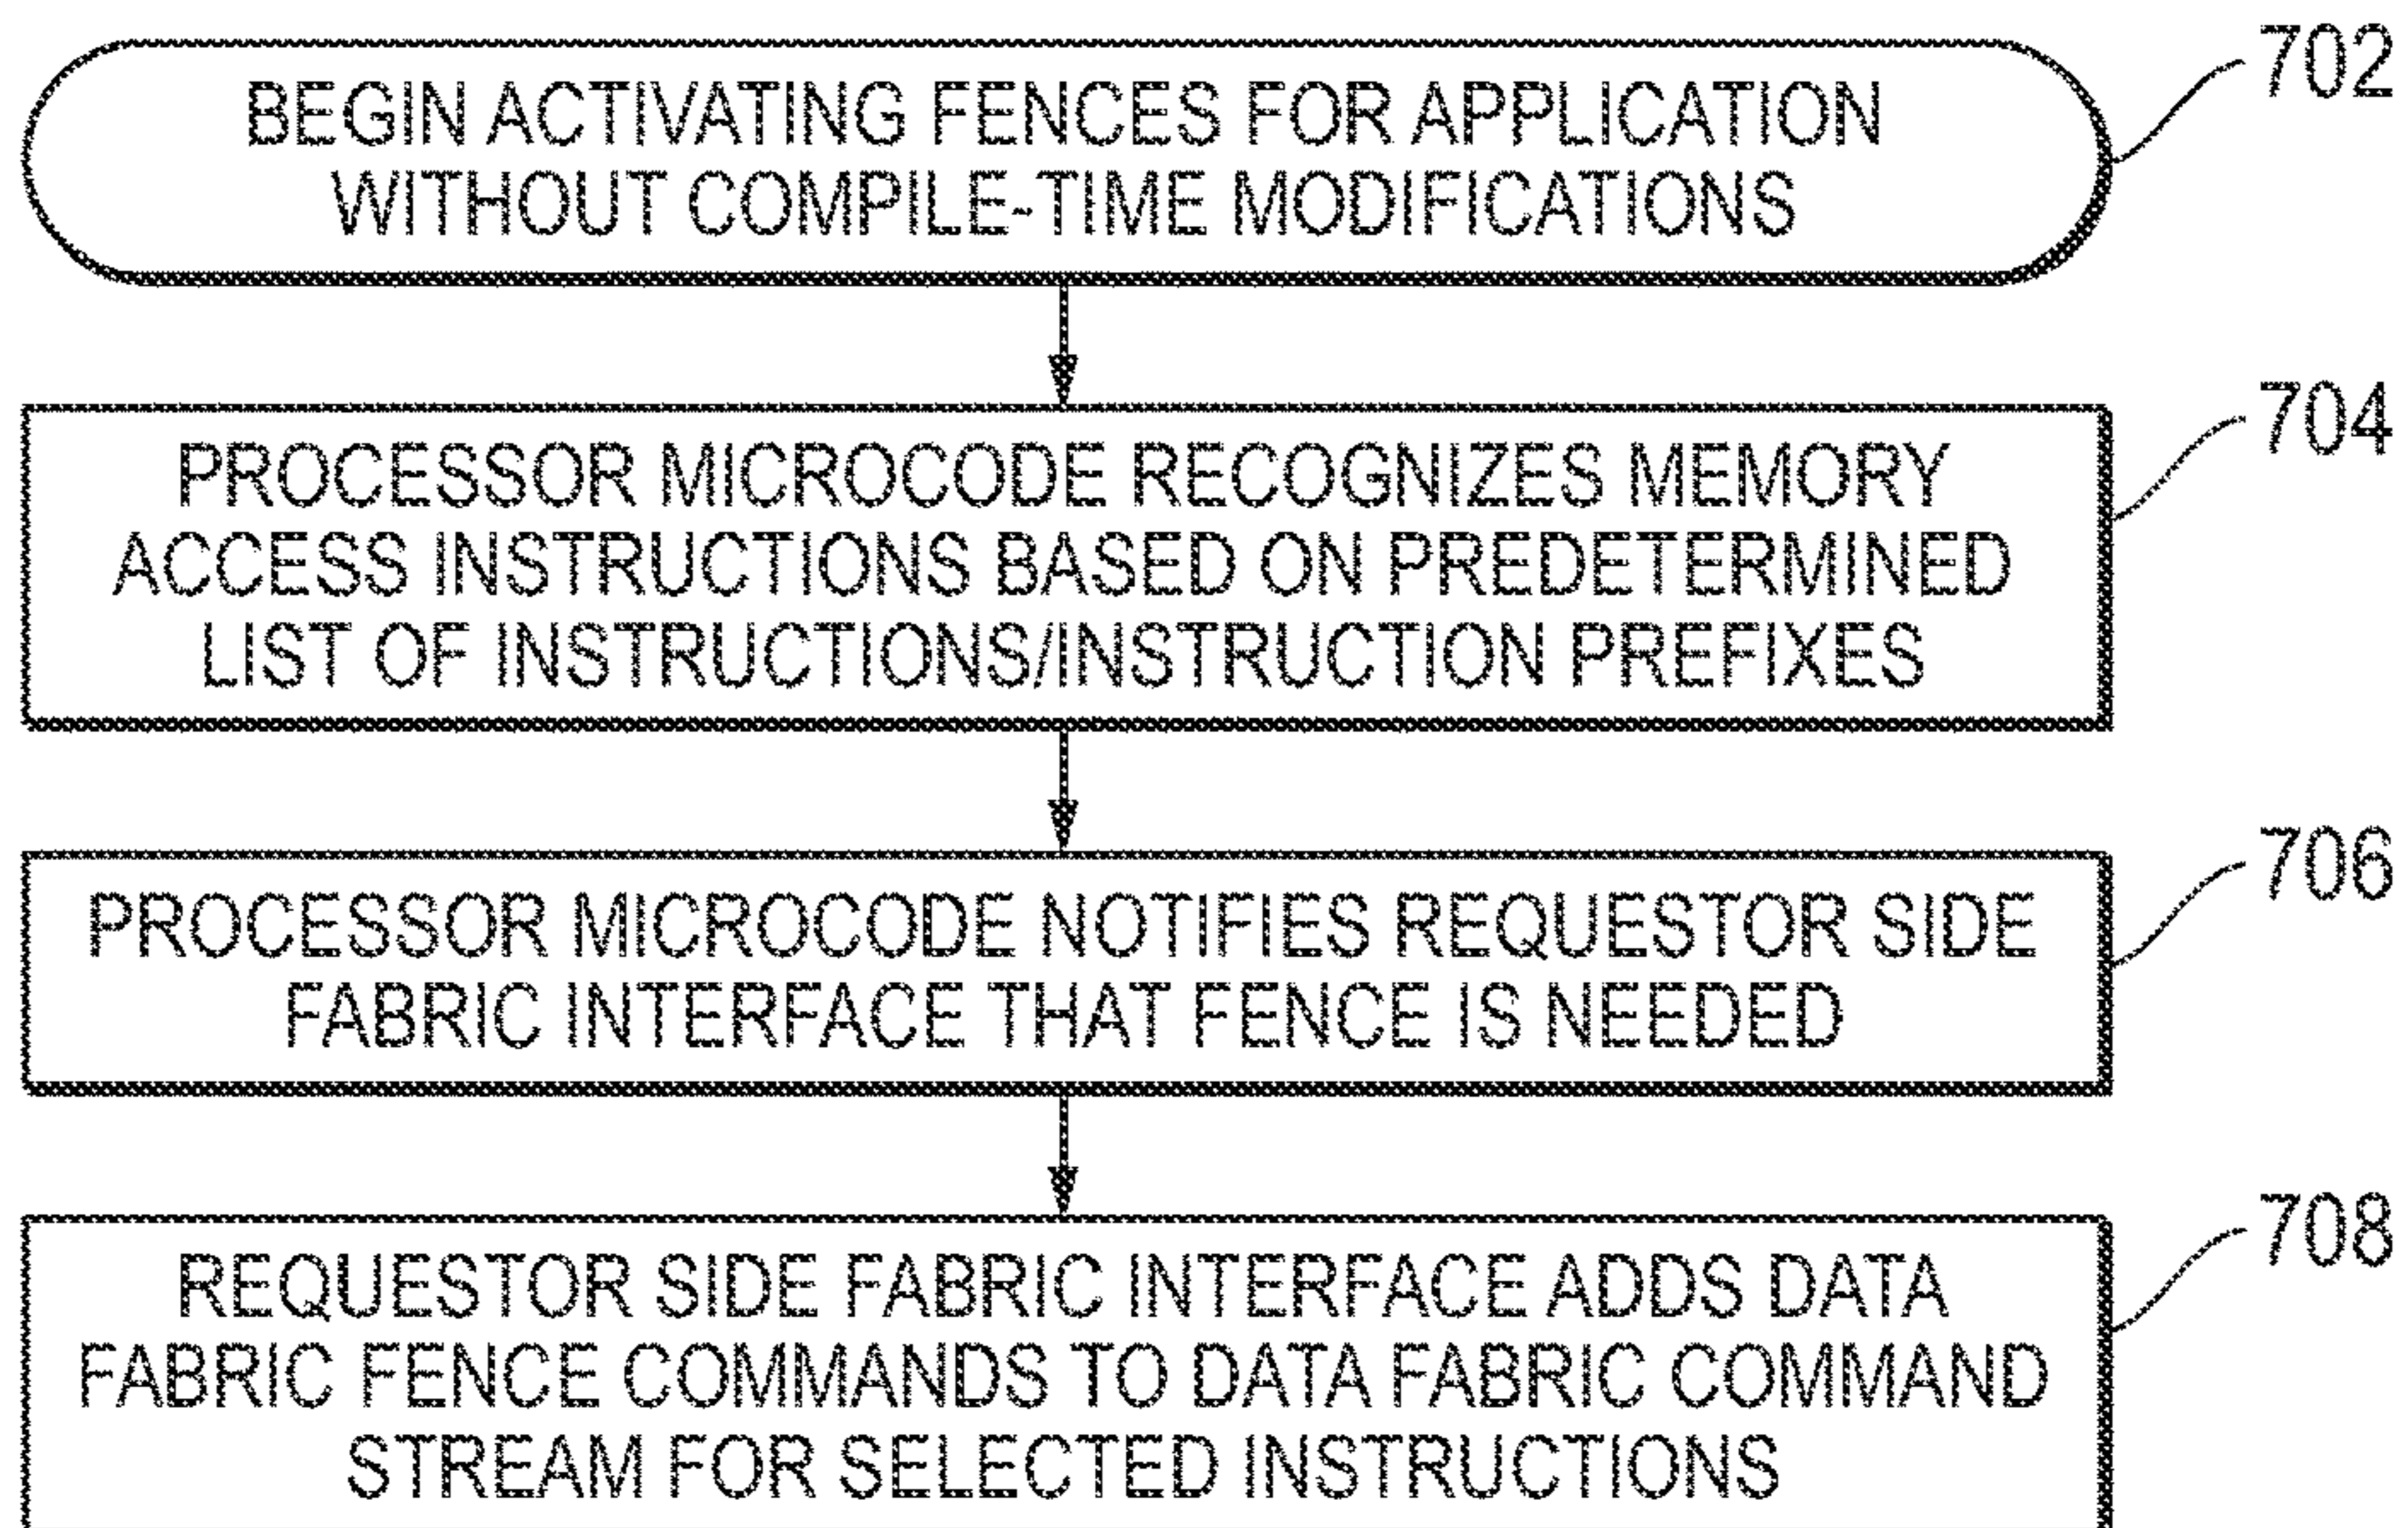 BEGIN ACTIVATING FENCES FOR APPLICATION
WITHOUT COMPILE-TIME MODIFICATIONS
702
PROCESSOR MICROCODE RECOGNIZES MEMORY
ACCESS INSTRUCTIONS BASED ON PREDETERMINED
LIST OF INSTRUCTIONS/INSTRUCTION PREFIXES
704
PROCESSOR MICROCODE NOTIFIES REQUESTOR SIDE
FABRIC INTERFACE THAT FENCE IS NEEDED
706
REQUESTOR SIDE FABRIC INTERFACE ADDS DATA
FABRIC FENCE COMMANDS TO DATA FABRIC COMMAND
STREAM FOR SELECTED INSTRUCTIONS
708